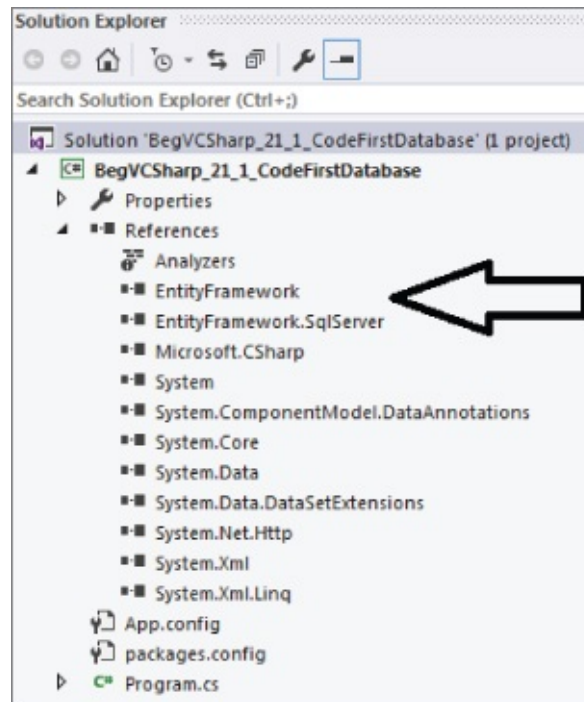 Solution Explorer
Search Solution Explorer (Ctrl+;)
Solution 'BegVCSharp_21_1_CodeFirstDatabase' (1 project)
C# BegVCSharp_21_1_CodeFirstDatabase
Properties
References
Analyzers
EntityFramework
EntityFramework.SqlServer
Microsoft.CSharp
System
System.ComponentModel.DataAnnotations
System.Core
System.Data
System.Data.DataSetExtensions
System.Net.Http
System.Xml
System.Xml.Linq
App.config
packages.config
C# Program.cs